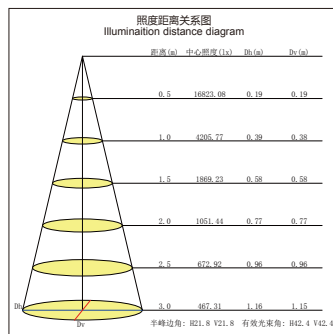 照度距离关系图
Illuminaition distance diagram
距离(m) 中心照度(lx) Dh(m) Dv(m)
0.5 16823.08 0.19 0.19
1.0 4205.77 0.39 0.38
1.5 1869.23 0.58 0.58
2.0 1051.44 0.77 0.77
2.5 672.92 0.96 0.96
Dh 3.0 467.31 1.16 1.15
Dv 半峰边角: H21.8 V21.8 有效光束角: H42.4 V42.4